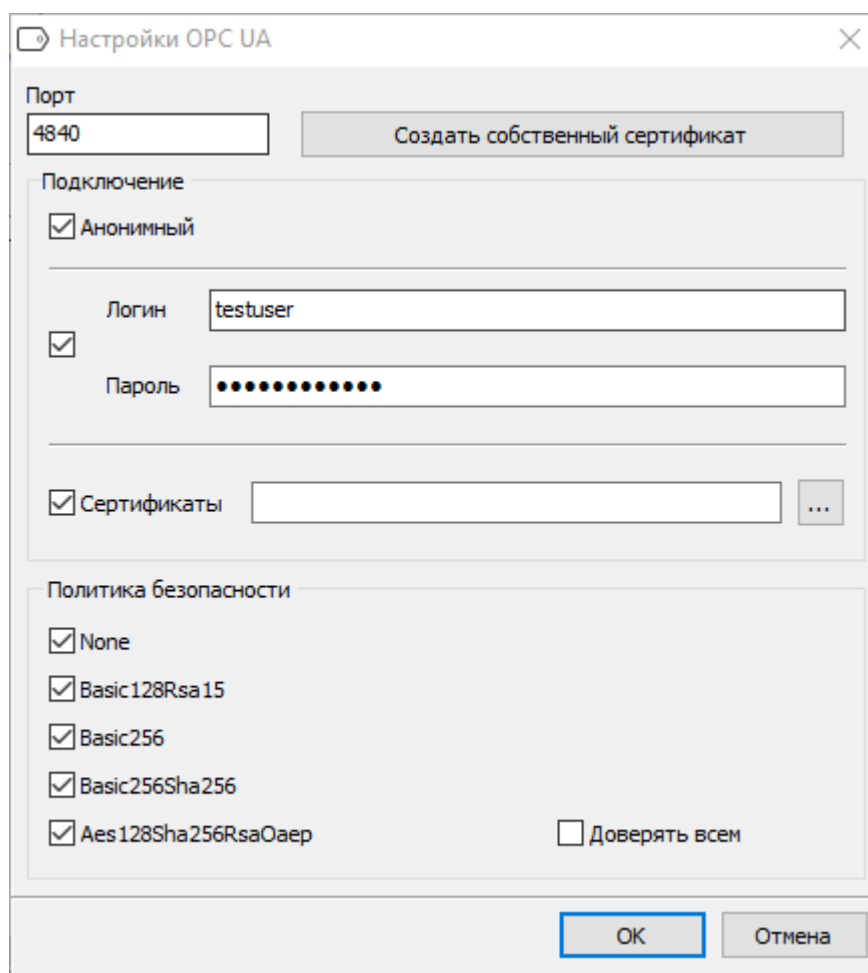 Настройки OPC UA
Порт
4840
Создать собственный сертификат
Подключение
Анонимный
Логин testuser
Пароль ●●●●●●●●●●●●
Сертификаты ...
Политика безопасности
None
Basic128Rsa15
Basic256
Basic256Sha256
Aes128Sha256RsaOaep Доверять всем
OK Отмена